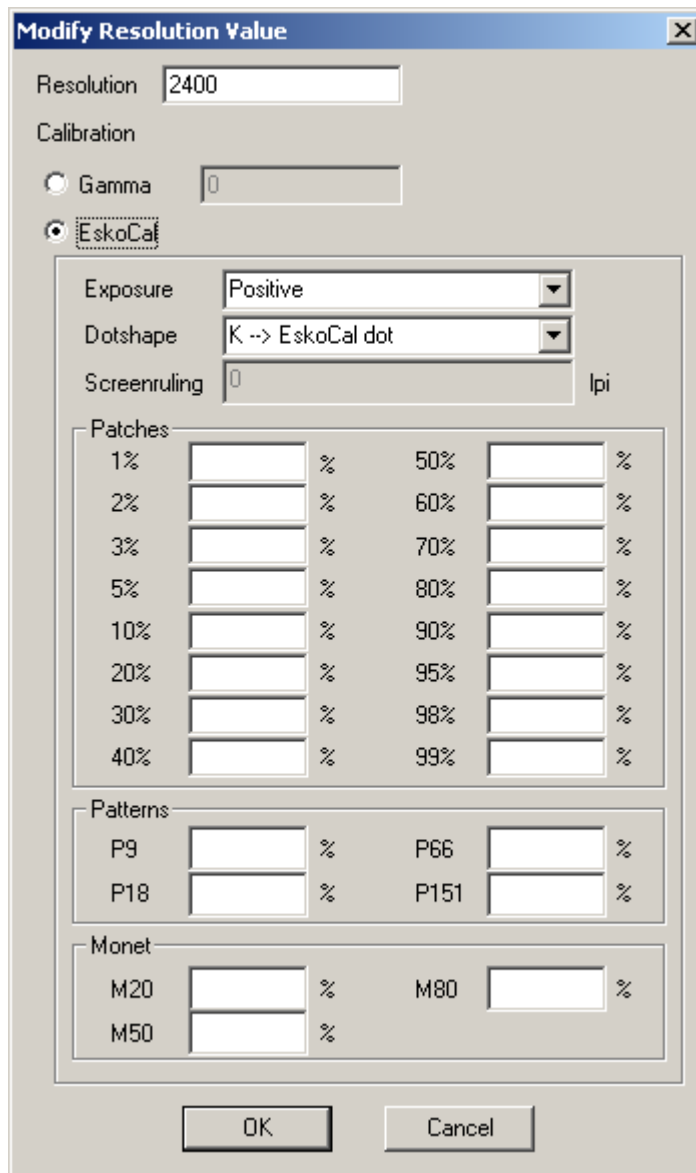 Modify Resolution Value
Resolution 2400
Calibration
Gamma 0
EskoCal
Exposure Positive
Dotshape K --> EskoCal dot
Screenruling 0 lpi
Patches
1% % 50% %
2% % 60% %
3% % 70% %
5% % 80% %
10% % 90% %
20% % 95% %
30% % 98% %
40% % 99% %
Patterns
P9 % P66 %
P18 % P151 %
Monet
M20 % M80 %
M50 %
OK Cancel